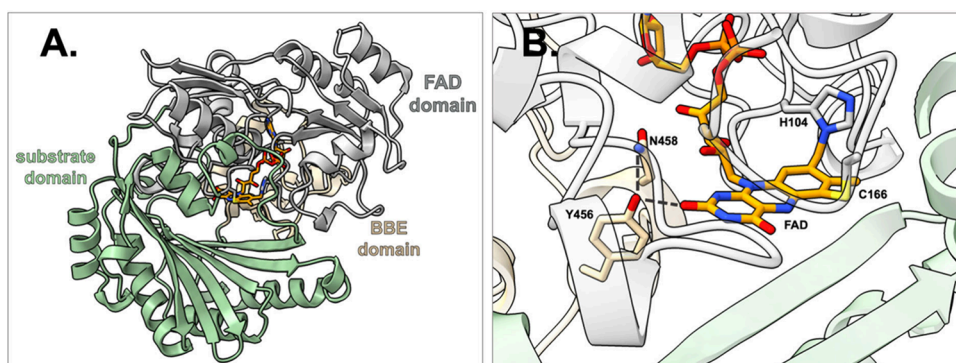 A.
FAD
domain
substrate
domain
BBE
domain
B.
H104
N458
C166
Y456
FAD